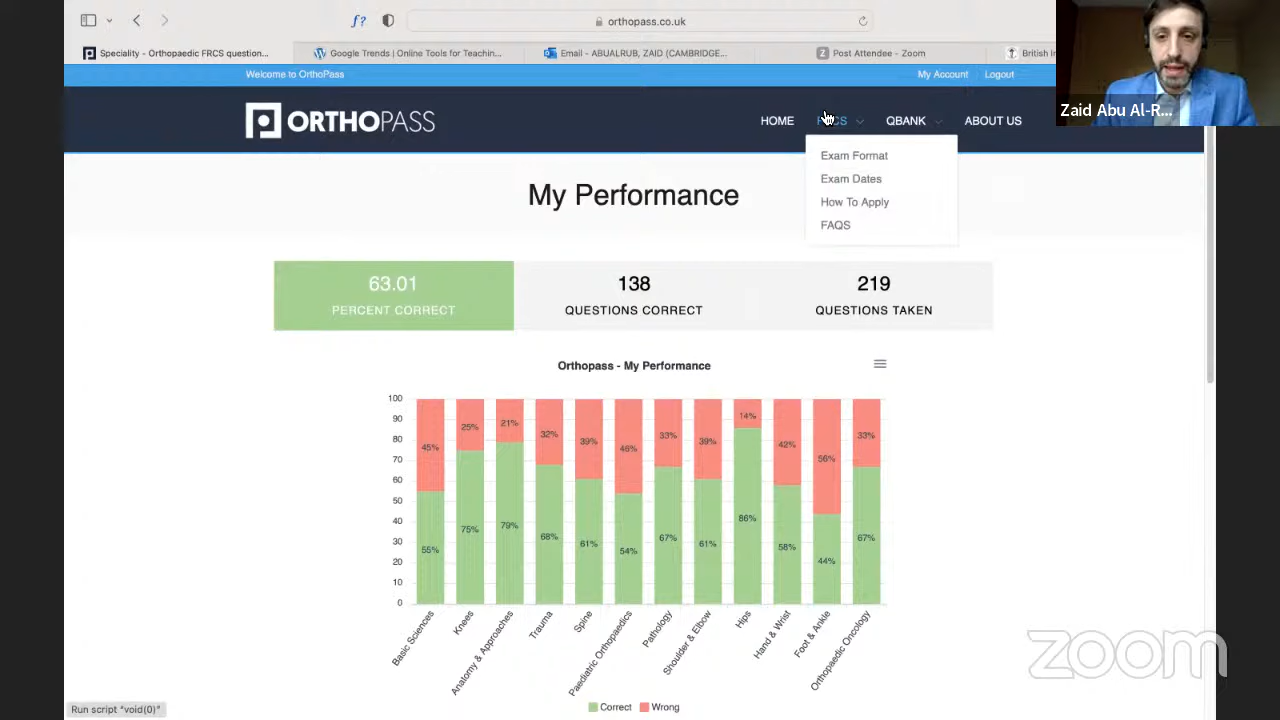 f?
orthopass.co.uk
Speciality - Orthopaedic FRCS question...
Google Trends | Online Tools for Teachin...
Email - ABUALRUB, ZAID (CAMBRIDGE...
Z
Post Attendee - Zoom
British In
Welcome to OrthoPass
My Account
Logout
Zaid Abu Al-R...
ORTHOPASS
HOME
QBANK
ABOUT US
Exam Format
Exam Dates
How To Apply
FAQS
My Performance
63.01
138
219
PERCENT CORRECT
QUESTIONS CORRECT
QUESTIONS TAKEN
Orthopass - My Performance
100
90
80
70
60
50
40
30
20
10
0
45%
25%
21%
32%
39%
46%
33%
39%
14%
42%
56%
33%
55%
75%
79%
68%
61%
54%
67%
61%
86%
58%
44%
67%
Basic Sciences
Knees
Anatomy & Approaches
Trauma
Spine
Paediatric Orthopaedics
Pathology
Shoulder & Elbow
Hips
Hand & Wrist
Foot & Ankle
Orthopaedic Oncology
Correct
Wrong
zoom
Run script "void(0)"